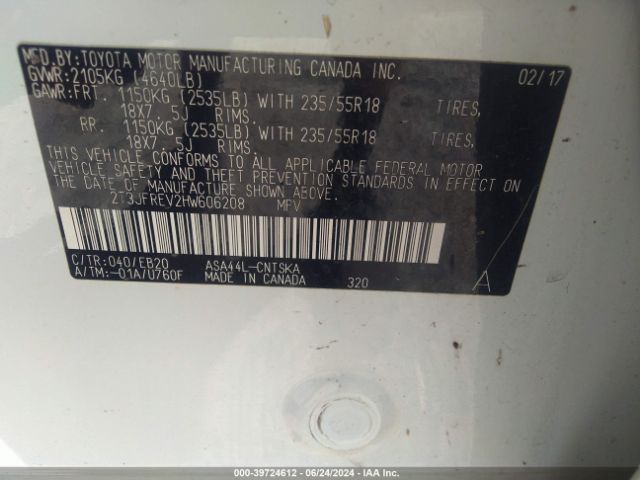 MFD.BY:TOYOTA MOTOR MANUFACTURING CANADA INC.
GVWR:2105KG (4640LB) 02/17
GAWR:FRT. 1150KG (2535LB) WITH 235/55R18 TIRES,
18X7.5J RIMS.
RR. 1150KG (2535LB) WITH 235/55R18 TIRES,
18X7.5J RIMS.
THIS VEHICLE CONFORMS TO ALL APPLICABLE FEDERAL MOTOR
VEHICLE SAFETY AND THEFT PREVENTION STANDARDS IN EFFECT ON
THE DATE OF MANUFACTURE SHOWN ABOVE.
2T3JFREV2HW606208 MPV
C/TR:040/EB20 ASA44L-CNTSKA
A/TM:-01A/U760F MADE IN CANADA 320 A
000-39724612 - 06/24/2024 - IAA Inc.